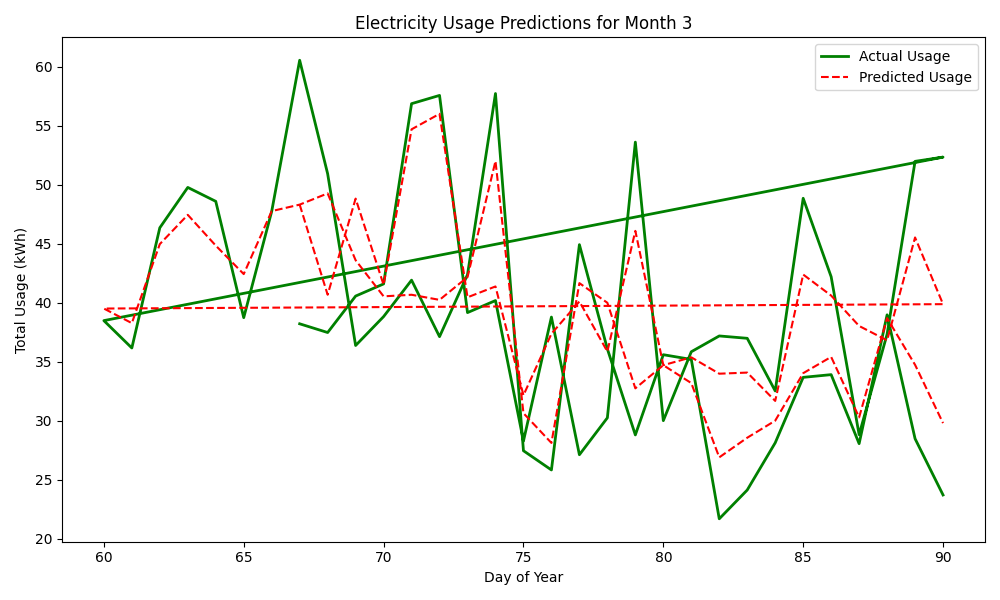 Electricity Usage Predictions for Month 3
Actual Usage
Predicted Usage
Total Usage (kWh)
60
55
50
45
40
35
30
25
20
60 65 70 75 80 85 90
Day of Year